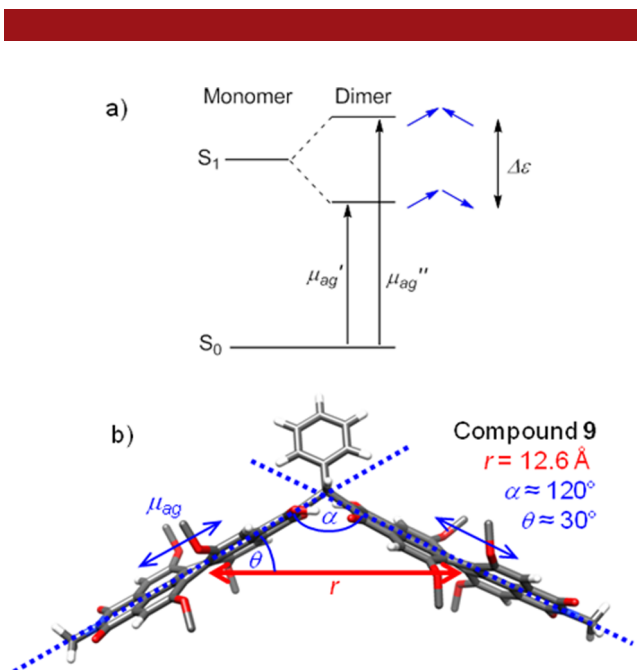 a)
Monomer Dimer
S₁
Δε
μag' μag''
S₀
b)
Compound 9
r = 12.6 Å
α ≈ 120°
θ ≈ 30°
μag
α
θ
r